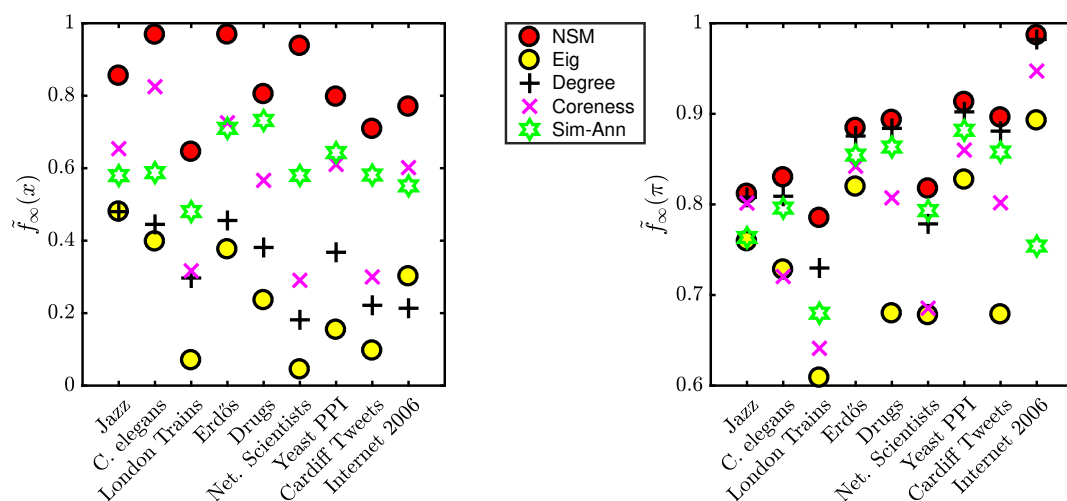 1
0.8
0.6
0.4
0.2
0
f̃∞(x)
Jazz
C. elegans
London Trains
Erdős
Drugs
Net. Scientists
Yeast PPI
Cardiff Tweets
Internet 2006
NSM
Eig
Degree
Coreness
Sim-Ann
1
0.9
0.8
0.7
0.6
f̃∞(π)
Jazz
C. elegans
London Trains
Erdős
Drugs
Net. Scientists
Yeast PPI
Cardiff Tweets
Internet 2006